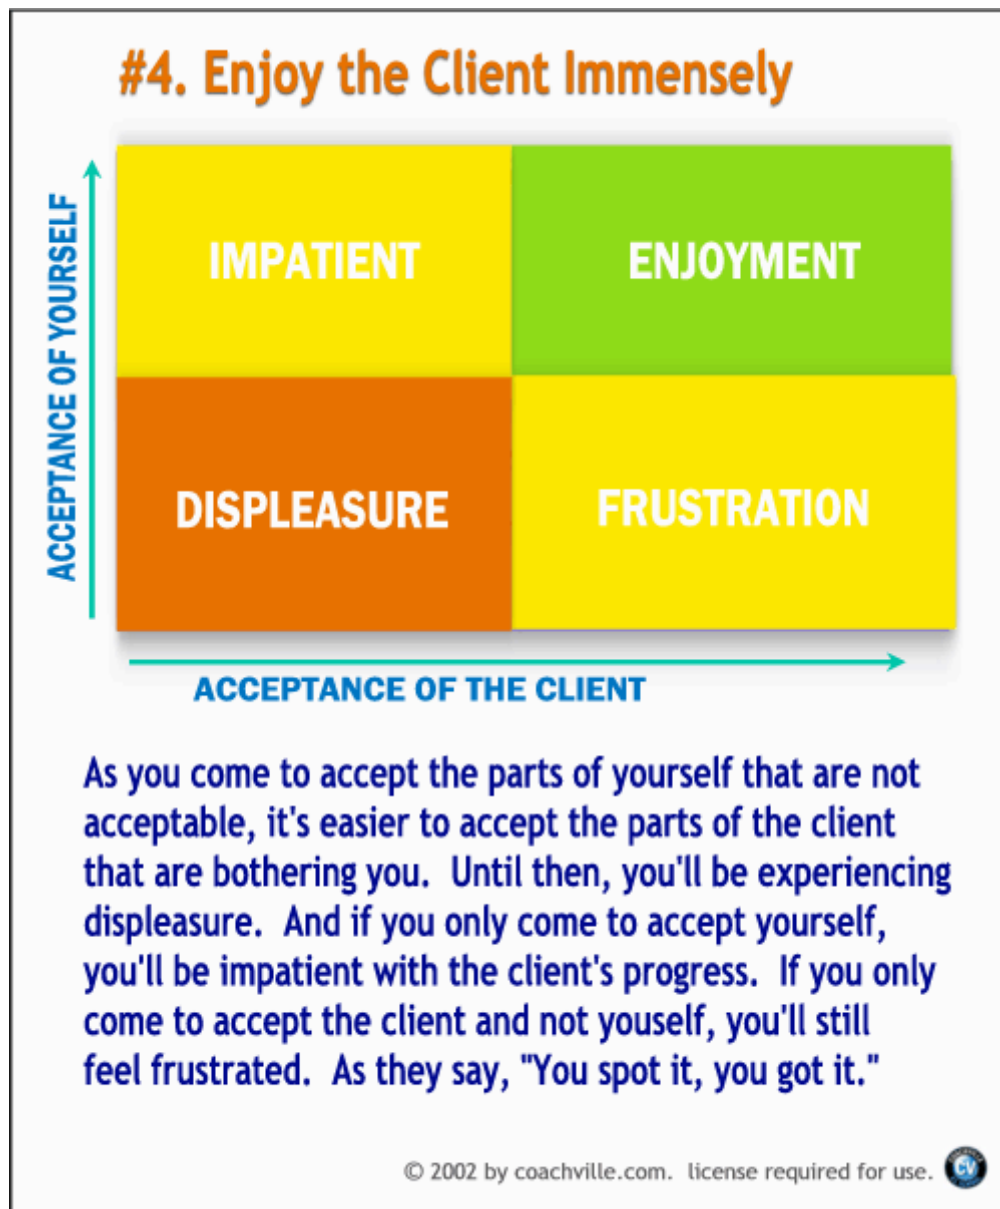 #4. Enjoy the Client Immensely
ACCEPTANCE OF YOURSELF
IMPATIENT
ENJOYMENT
DISPLEASURE
FRUSTRATION
ACCEPTANCE OF THE CLIENT
As you come to accept the parts of yourself that are not
acceptable, it's easier to accept the parts of the client
that are bothering you.  Until then, you'll be experiencing
displeasure.  And if you only come to accept yourself,
you'll be impatient with the client's progress.  If you only
come to accept the client and not youself, you'll still
feel frustrated.  As they say, "You spot it, you got it."
© 2002 by coachville.com.  license required for use.
CV